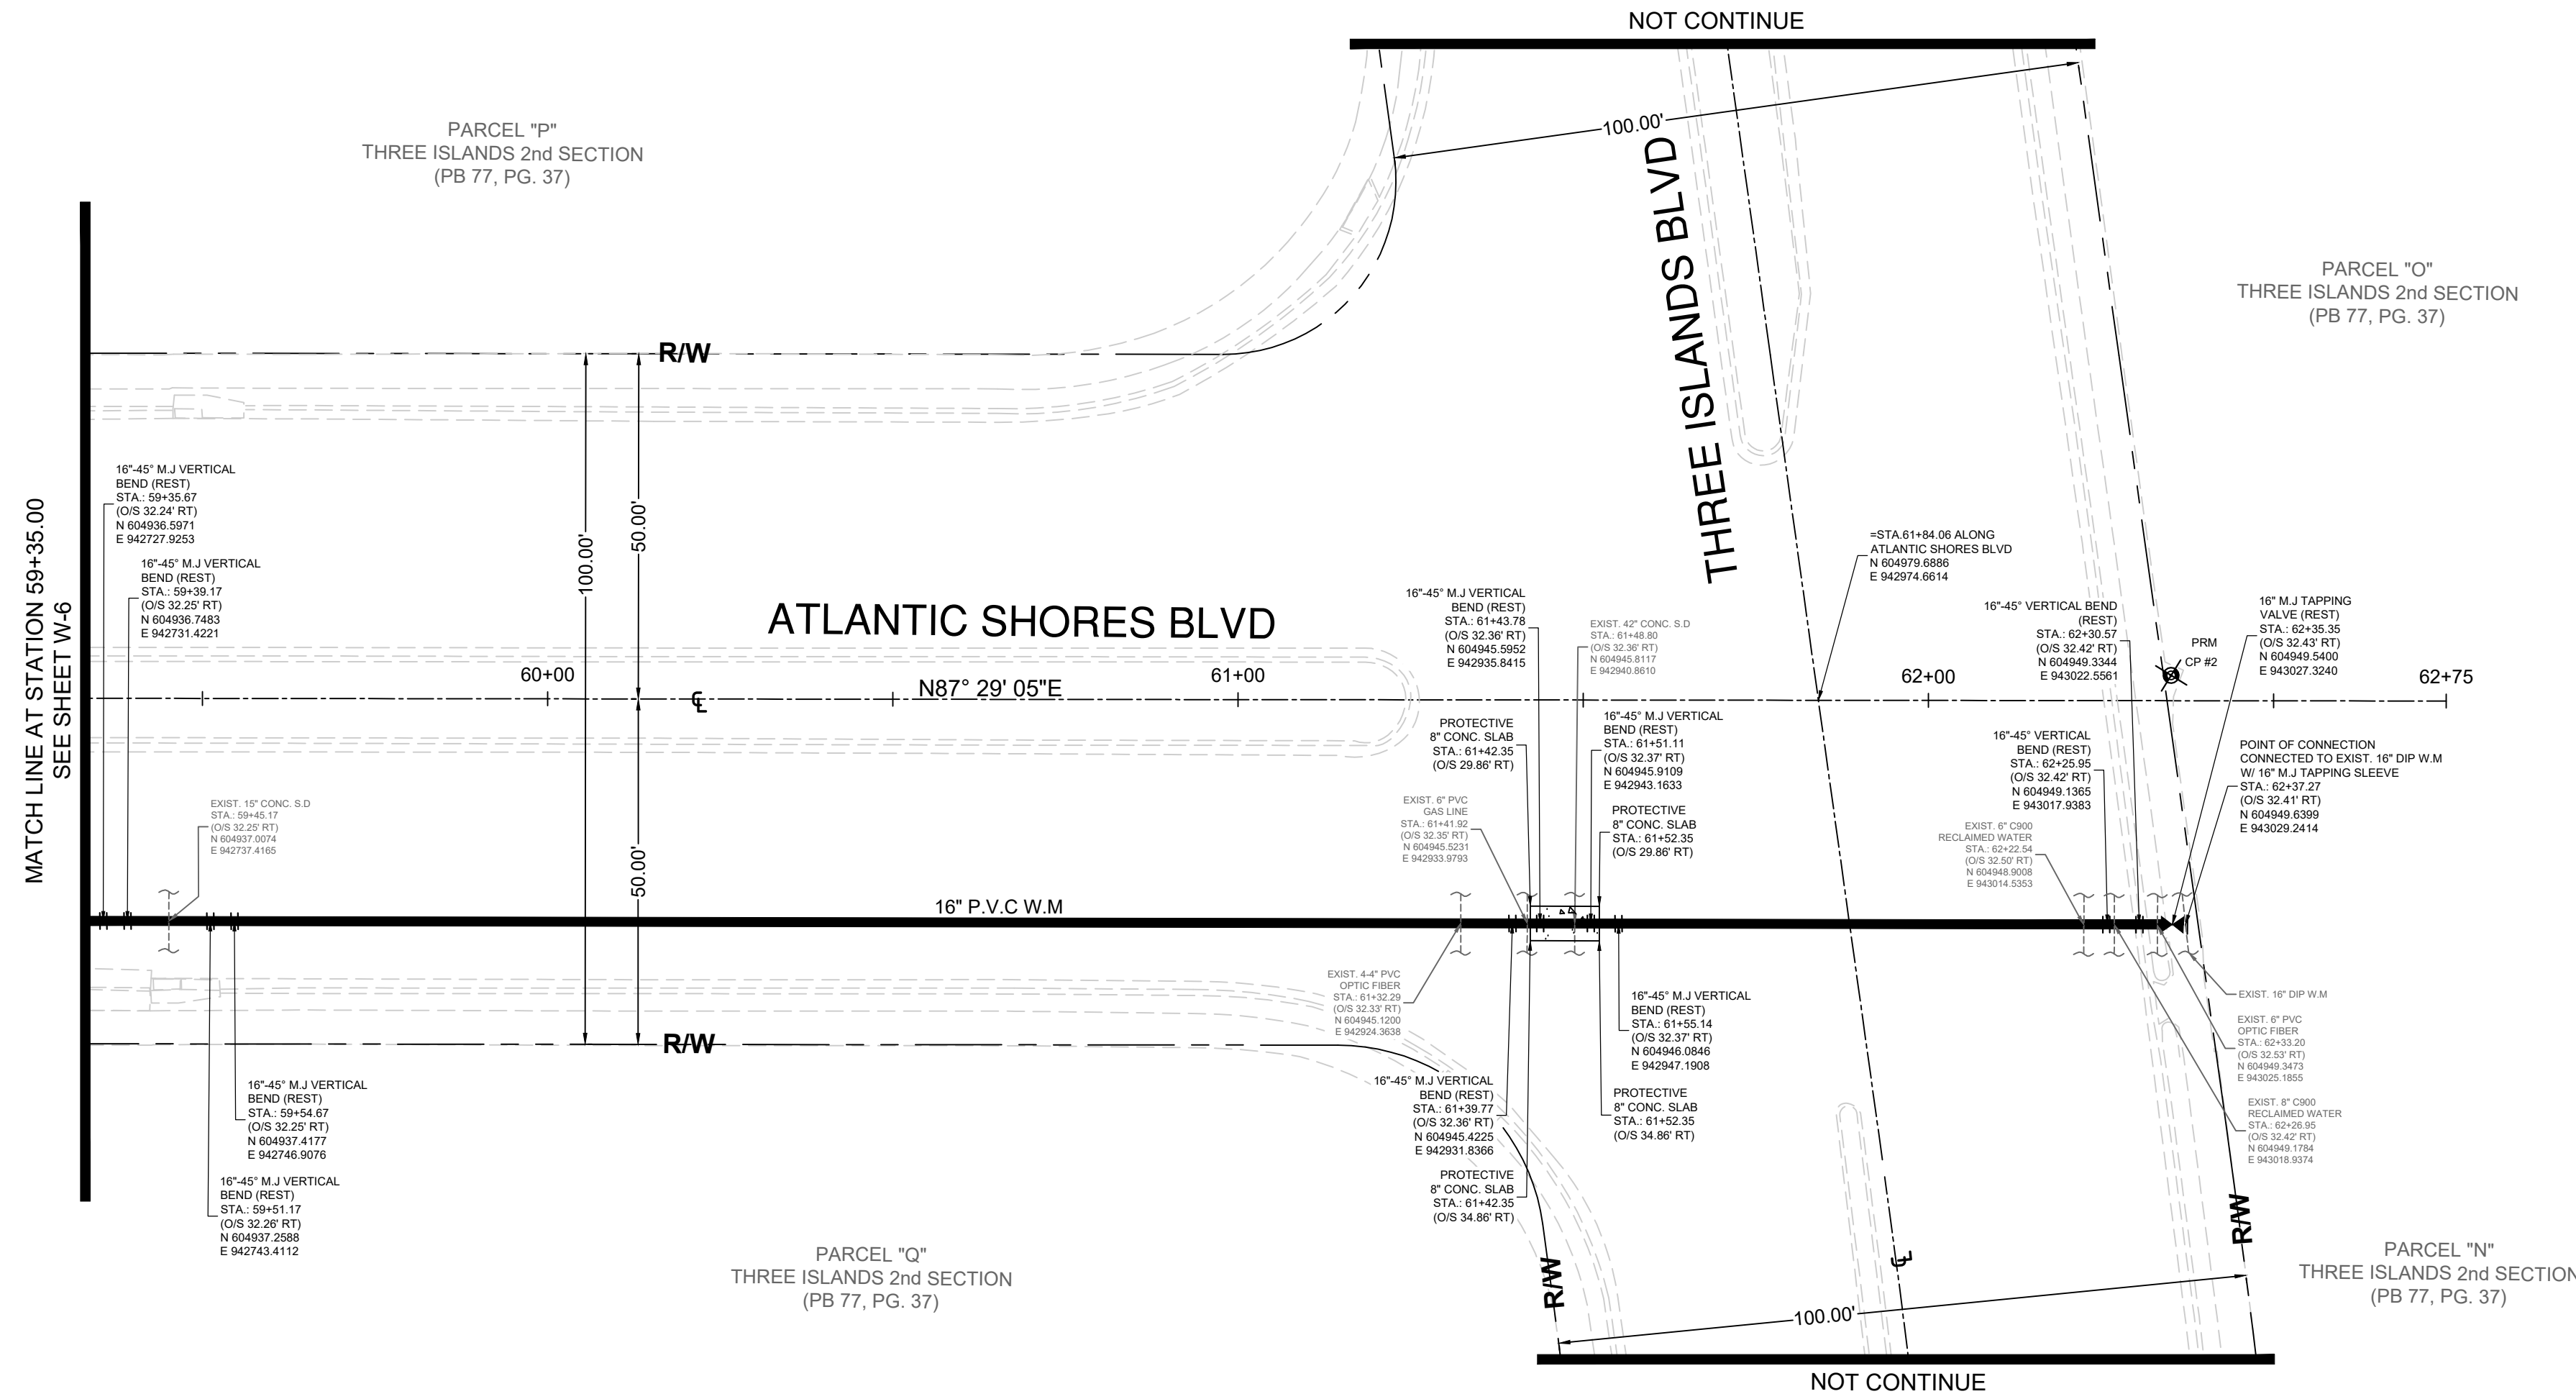 NOT CONTINUE
PARCEL "P"
THREE ISLANDS 2nd SECTION
(PB 77, PG. 37)
100.00'
THREE ISLANDS BLVD
PARCEL "O"
THREE ISLANDS 2nd SECTION
(PB 77, PG. 37)
R/W
MATCH LINE AT STATION 59+35.00
SEE SHEET W-6
16"-45° M.J VERTICAL
BEND (REST)
STA.: 59+35.67
(O/S 32.24' RT)
N 604936.5971
E 942727.9253
16"-45° M.J VERTICAL
BEND (REST)
STA.: 59+39.17
(O/S 32.25' RT)
N 604936.7483
E 942731.4221
100.00'
50.00'
ATLANTIC SHORES BLVD
60+00
℄
N87° 29' 05"E
61+00
16"-45° M.J VERTICAL
BEND (REST)
STA.: 61+43.78
(O/S 32.36' RT)
N 604945.5952
E 942935.8415
EXIST. 42" CONC. S.D
STA.: 61+48.80
(O/S 32.36' RT)
N 604945.8117
E 942940.8610
=STA.61+84.06 ALONG
ATLANTIC SHORES BLVD
N 604979.6886
E 942974.6614
62+00
16"-45° VERTICAL BEND
(REST)
STA.: 62+30.57
(O/S 32.42' RT)
N 604949.3344
E 943022.5561
PRM
CP #2
16" M.J TAPPING
VALVE (REST)
STA.: 62+35.35
(O/S 32.43' RT)
N 604949.5400
E 943027.3240
62+75
PROTECTIVE
8" CONC. SLAB
STA.: 61+42.35
(O/S 29.86' RT)
16"-45° M.J VERTICAL
BEND (REST)
STA.: 61+51.11
(O/S 32.37' RT)
N 604945.9109
E 942943.1633
16"-45° VERTICAL
BEND (REST)
STA.: 62+25.95
(O/S 32.42' RT)
N 604949.1365
E 943017.9383
POINT OF CONNECTION
CONNECTED TO EXIST. 16" DIP W.M
W/ 16" M.J TAPPING SLEEVE
STA.: 62+37.27
(O/S 32.41' RT)
N 604949.6399
E 943029.2414
EXIST. 15" CONC. S.D
STA.: 59+45.17
(O/S 32.25' RT)
N 604937.0074
E 942737.4165
50.00'
EXIST. 6" PVC
GAS LINE
STA.: 61+41.92
(O/S 32.35' RT)
N 604945.5231
E 942933.9793
PROTECTIVE
8" CONC. SLAB
STA.: 61+52.35
(O/S 29.86' RT)
EXIST. 6" C900
RECLAIMED WATER
STA.: 62+22.54
(O/S 32.50' RT)
N 604948.9008
E 943014.5353
16" P.V.C W.M
EXIST. 4-4" PVC
OPTIC FIBER
STA.: 61+32.29
(O/S 32.33' RT)
N 604945.1200
E 942924.3638
16"-45° M.J VERTICAL
BEND (REST)
STA.: 61+55.14
(O/S 32.37' RT)
N 604946.0846
E 942947.1908
EXIST. 16" DIP W.M
EXIST. 6" PVC
OPTIC FIBER
STA.: 62+33.20
(O/S 32.53' RT)
N 604949.3473
E 943025.1855
R/W
16"-45° M.J VERTICAL
BEND (REST)
STA.: 59+54.67
(O/S 32.25' RT)
N 604937.4177
E 942746.9076
16"-45° M.J VERTICAL
BEND (REST)
STA.: 61+39.77
(O/S 32.36' RT)
N 604945.4225
E 942931.8366
PROTECTIVE
8" CONC. SLAB
STA.: 61+52.35
(O/S 34.86' RT)
EXIST. 8" C900
RECLAIMED WATER
STA.: 62+26.95
(O/S 32.42' RT)
N 604949.1784
E 943018.9374
16"-45° M.J VERTICAL
BEND (REST)
STA.: 59+51.17
(O/S 32.26' RT)
N 604937.2588
E 942743.4112
PROTECTIVE
8" CONC. SLAB
STA.: 61+42.35
(O/S 34.86' RT)
R/W
PARCEL "Q"
THREE ISLANDS 2nd SECTION
(PB 77, PG. 37)
R/W
℄
PARCEL "N"
THREE ISLANDS 2nd SECTION
(PB 77, PG. 37)
100.00'
NOT CONTINUE